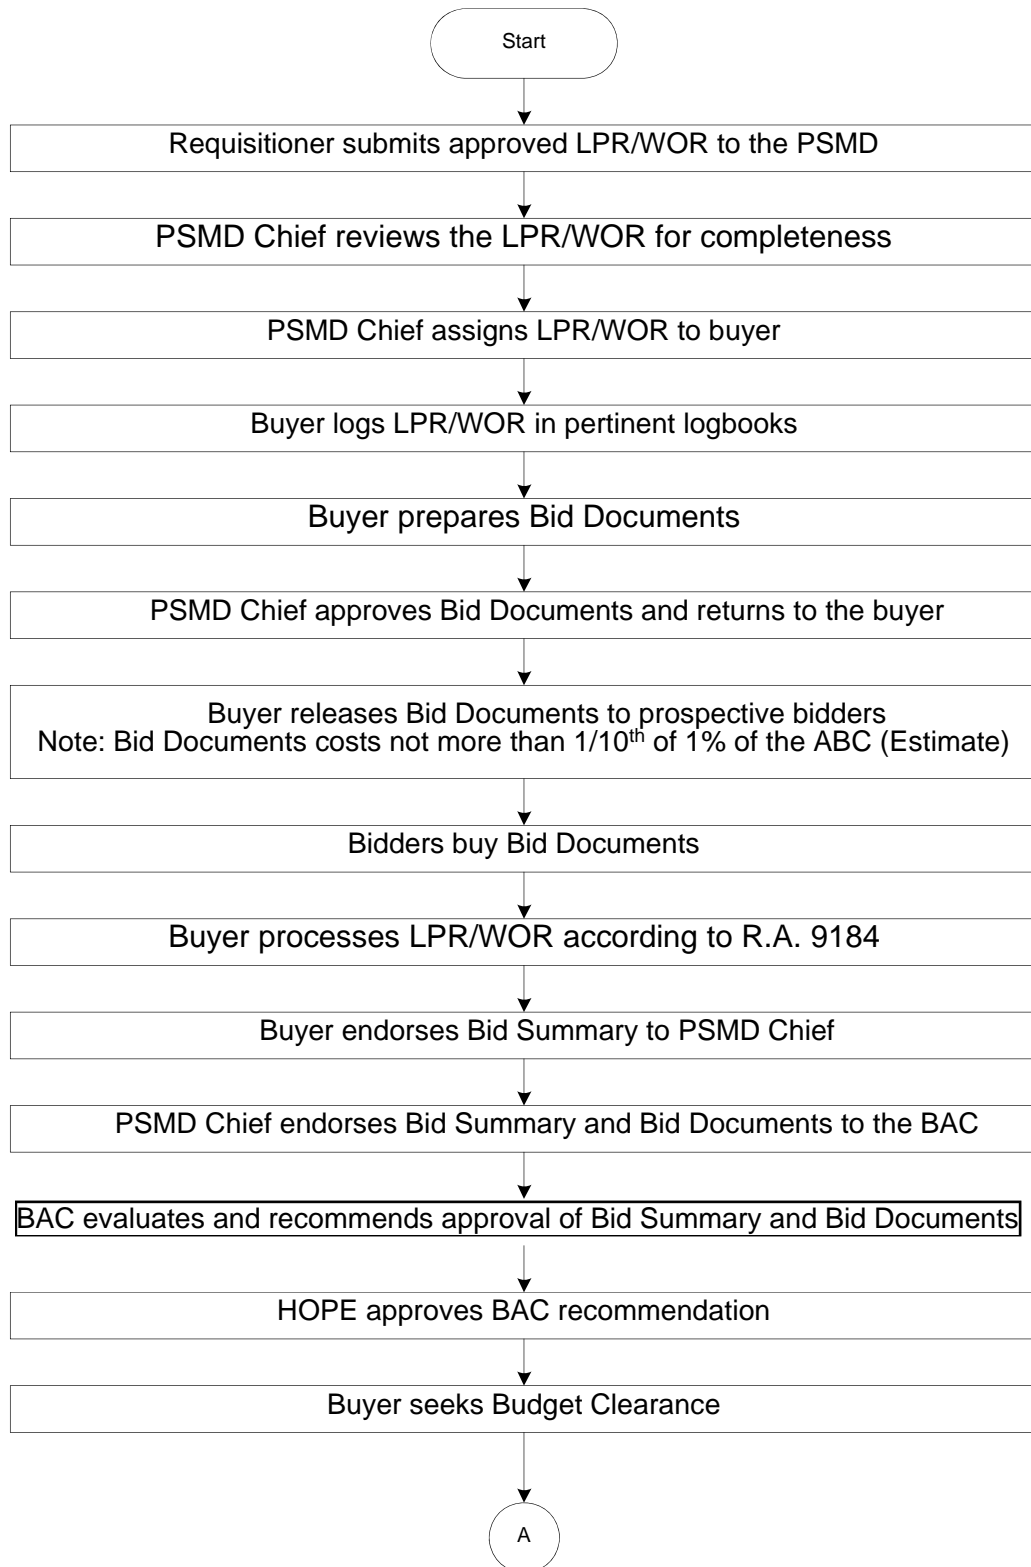 Start
Requisitioner submits approved LPR/WOR to the PSMD
PSMD Chief reviews the LPR/WOR for completeness
PSMD Chief assigns LPR/WOR to buyer
Buyer logs LPR/WOR in pertinent logbooks
Buyer prepares Bid Documents
PSMD Chief approves Bid Documents and returns to the buyer
Buyer releases Bid Documents to prospective bidders
Note: Bid Documents costs not more than 1/10th of 1% of the ABC (Estimate)
Bidders buy Bid Documents
Buyer processes LPR/WOR according to R.A. 9184
Buyer endorses Bid Summary to PSMD Chief
PSMD Chief endorses Bid Summary and Bid Documents to the BAC
BAC evaluates and recommends approval of Bid Summary and Bid Documents
HOPE approves BAC recommendation
Buyer seeks Budget Clearance
A